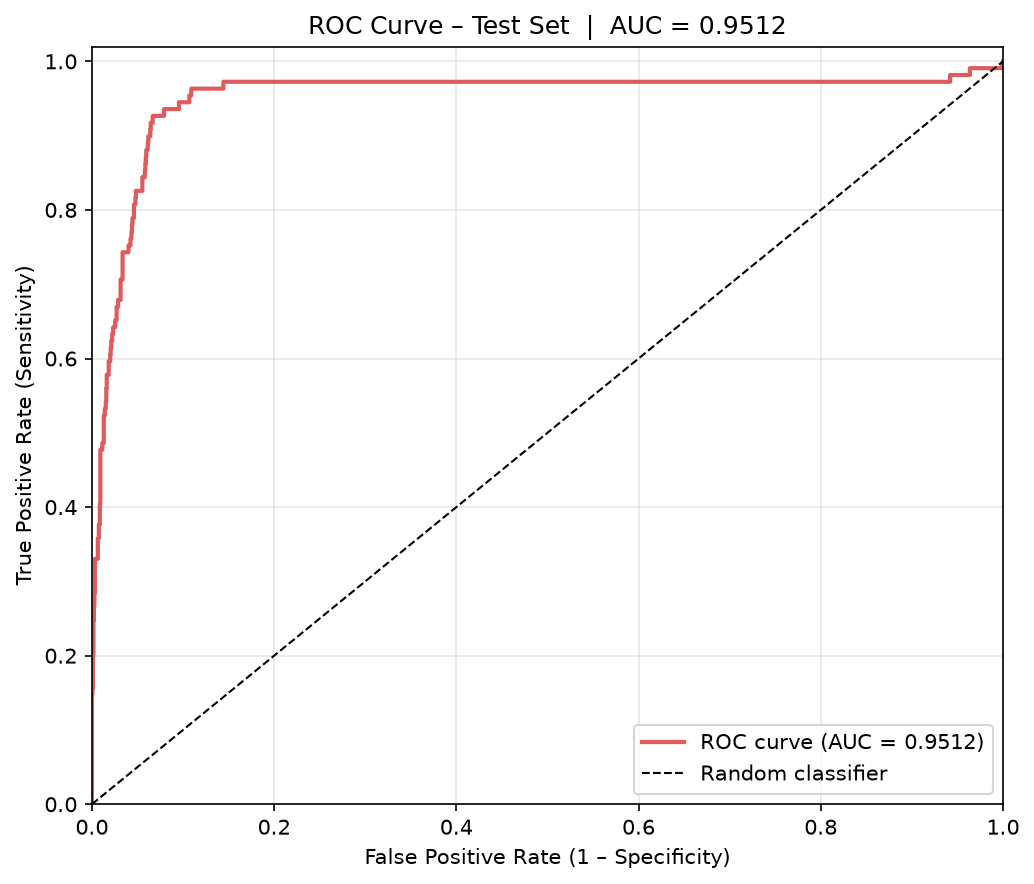 ROC Curve – Test Set | AUC = 0.9512
True Positive Rate (Sensitivity)
1.0
0.8
0.6
0.4
0.2
0.0
ROC curve (AUC = 0.9512)
Random classifier
0.0 0.2 0.4 0.6 0.8 1.0
False Positive Rate (1 – Specificity)